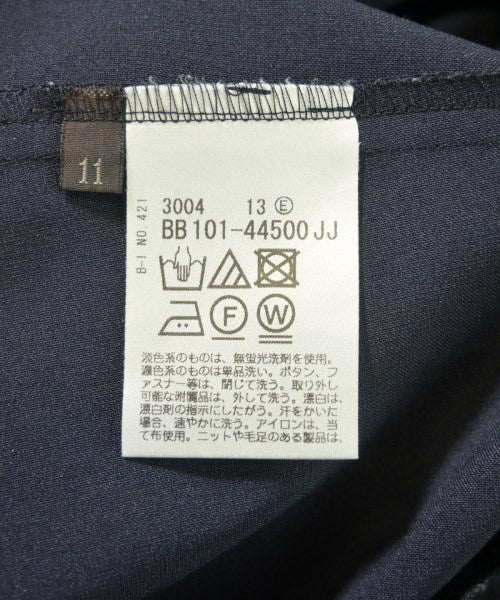 11
B-I NO.421
3004 13 Ⓔ
BB101-44500JJ
F W
淡色系のものは、無蛍光洗剤を使用。
濃色系のものは単品洗い。ボタン、フ
ァスナー等は、閉じて洗う。取り外し
可能な附属品は、外して洗う。漂白は、
漂白剤の指示にしたがう。汗をかいた
場合、速やかに洗う。アイロンは、当
て布使用。ニットや毛足のある製品は、